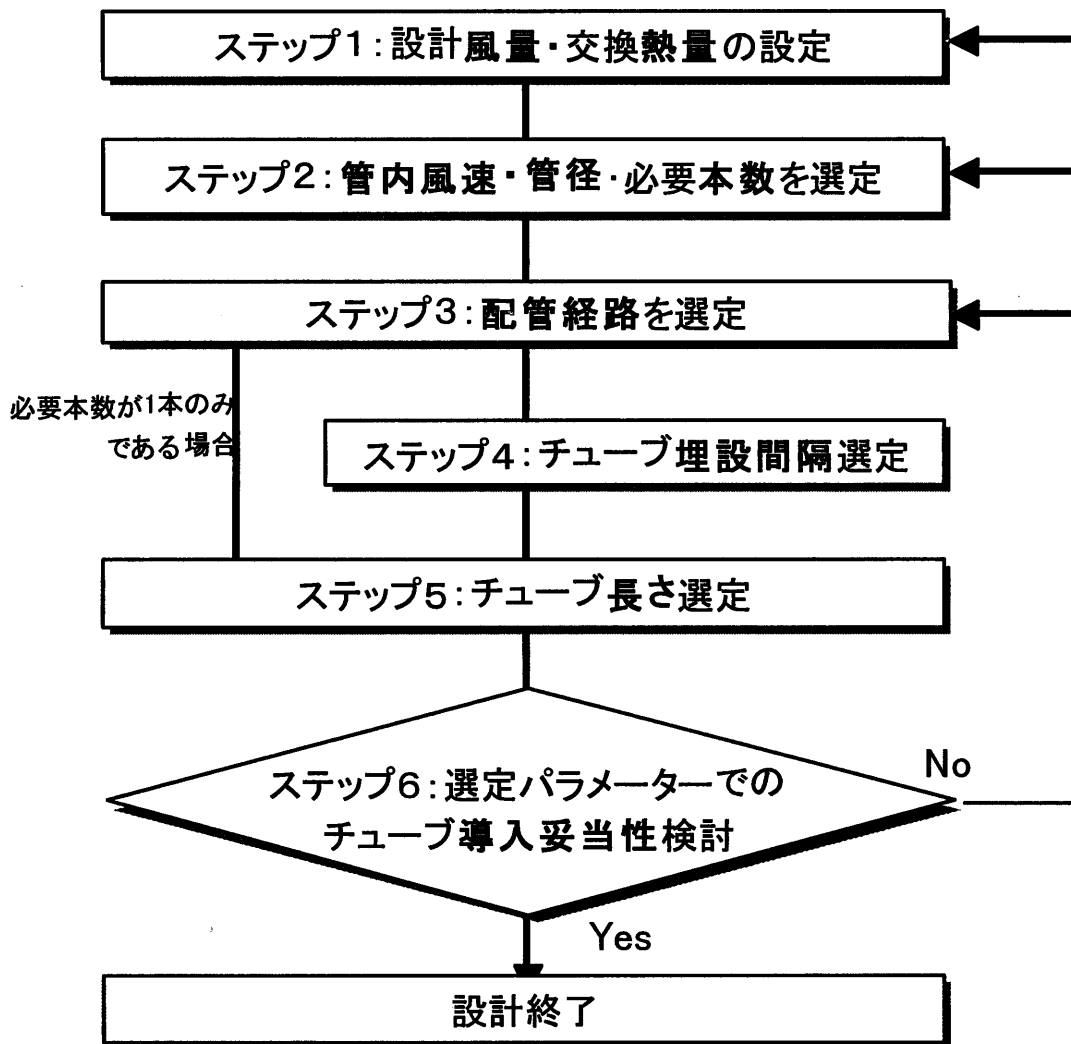 ステップ1:設計風量・交換熱量の設定
ステップ2:管内風速・管径・必要本数を選定
ステップ3:配管経路を選定
必要本数が1本のみ
である場合
ステップ4:チューブ埋設間隔選定
ステップ5:チューブ長さ選定
ステップ6:選定パラメーターでの
チューブ導入妥当性検討
No
Yes
設計終了